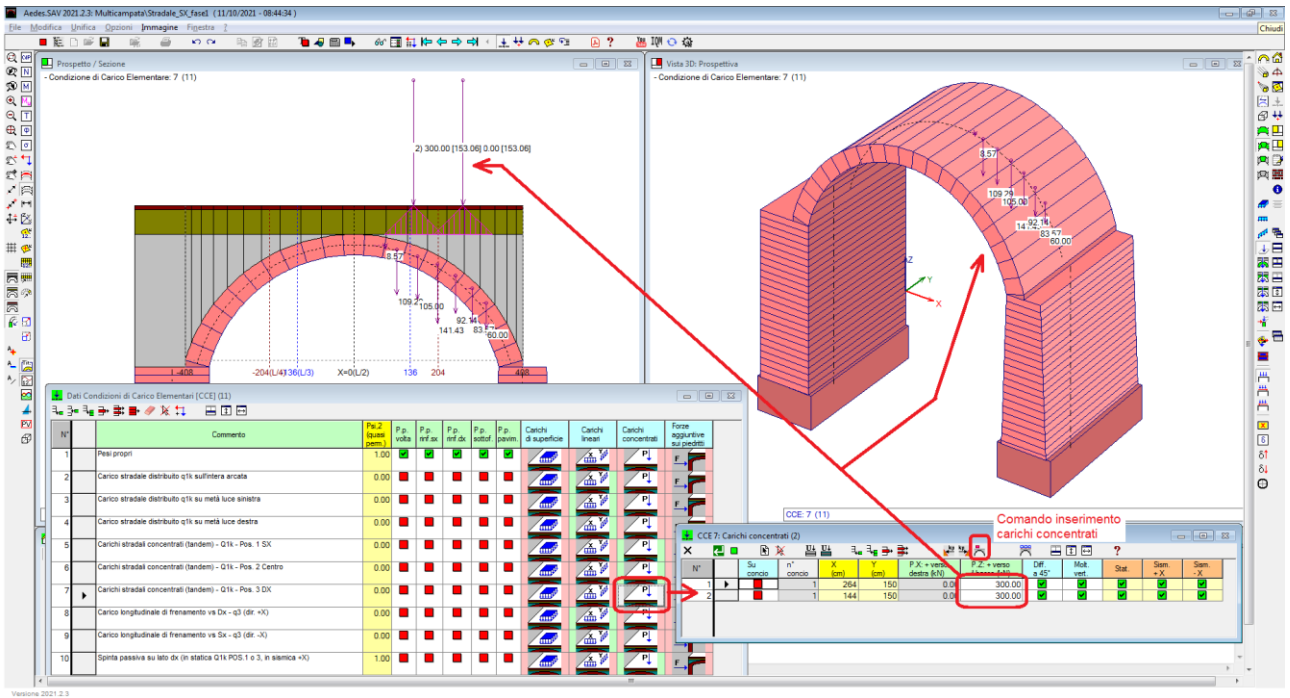 Aedes.SAV 2021.2.3: Multicampata\Stradale_SX_fase1 (11/10/2021 - 08:44:34)
File Modifica Unifica Opzioni Immagine Finestra ?
Chiudi
Prospetto / Sezione
- Condizione di Carico Elementare: 7 (11)
2) 300.00 [153.06] 0.00 [153.06]
8.57
105.00
141.43
92.14
60.00
-408
-204(L/4)
136(L/3)
X=0(L/2)
136
204
408
Vista 3D: Prospettiva
- Condizione di Carico Elementare: 7 (11)
8.57
109.29
105.00
92.14
83.57
60.00
Z
Y
X
CCE: 7 (11)
Dati Condizioni di Carico Elementari [CCE] (11)
N° Commento Psi,2 (quasi perm.) P.p. volta P.p. rinf.sx P.p. rinf.dx P.p. sottof. P.p. pavim. Carichi di superficie Carichi lineari Carichi concentrati Forze aggiuntive sui piedritti
1 Pesi propri 1.00
2 Carico stradale distribuito q1k sull'intera arcata 0.00
3 Carico stradale distribuito q1k su metà luce sinistra 0.00
4 Carico stradale distribuito q1k su metà luce destra 0.00
5 Carichi stradali concentrati (tandem) - Q1k - Pos. 1 SX 0.00
6 Carichi stradali concentrati (tandem) - Q1k - Pos. 2 Centro 0.00
7 Carichi stradali concentrati (tandem) - Q1k - Pos. 3 DX 0.00
8 Carico longitudinale di frenamento vs Dx - q3 (dir. +X) 0.00
9 Carico longitudinale di frenamento vs Sx - q3 (dir. -X) 0.00
10 Spinta passiva su lato dx (in statica Q1k POS.1 o 3, in sismica +X) 1.00
Comando inserimento
carichi concentrati
CCE 7: Carichi concentrati (2)
N° Su concio n° concio X (cm) Y (cm) P.X: + verso destra (kN) P.Z: + verso Diff. a 45° Molt. vert. Stat. Sism. + X Sism. - X
1 1 264 150 0.00 300.00
2 1 144 150 0.00 300.00
Versione 2021.2.3